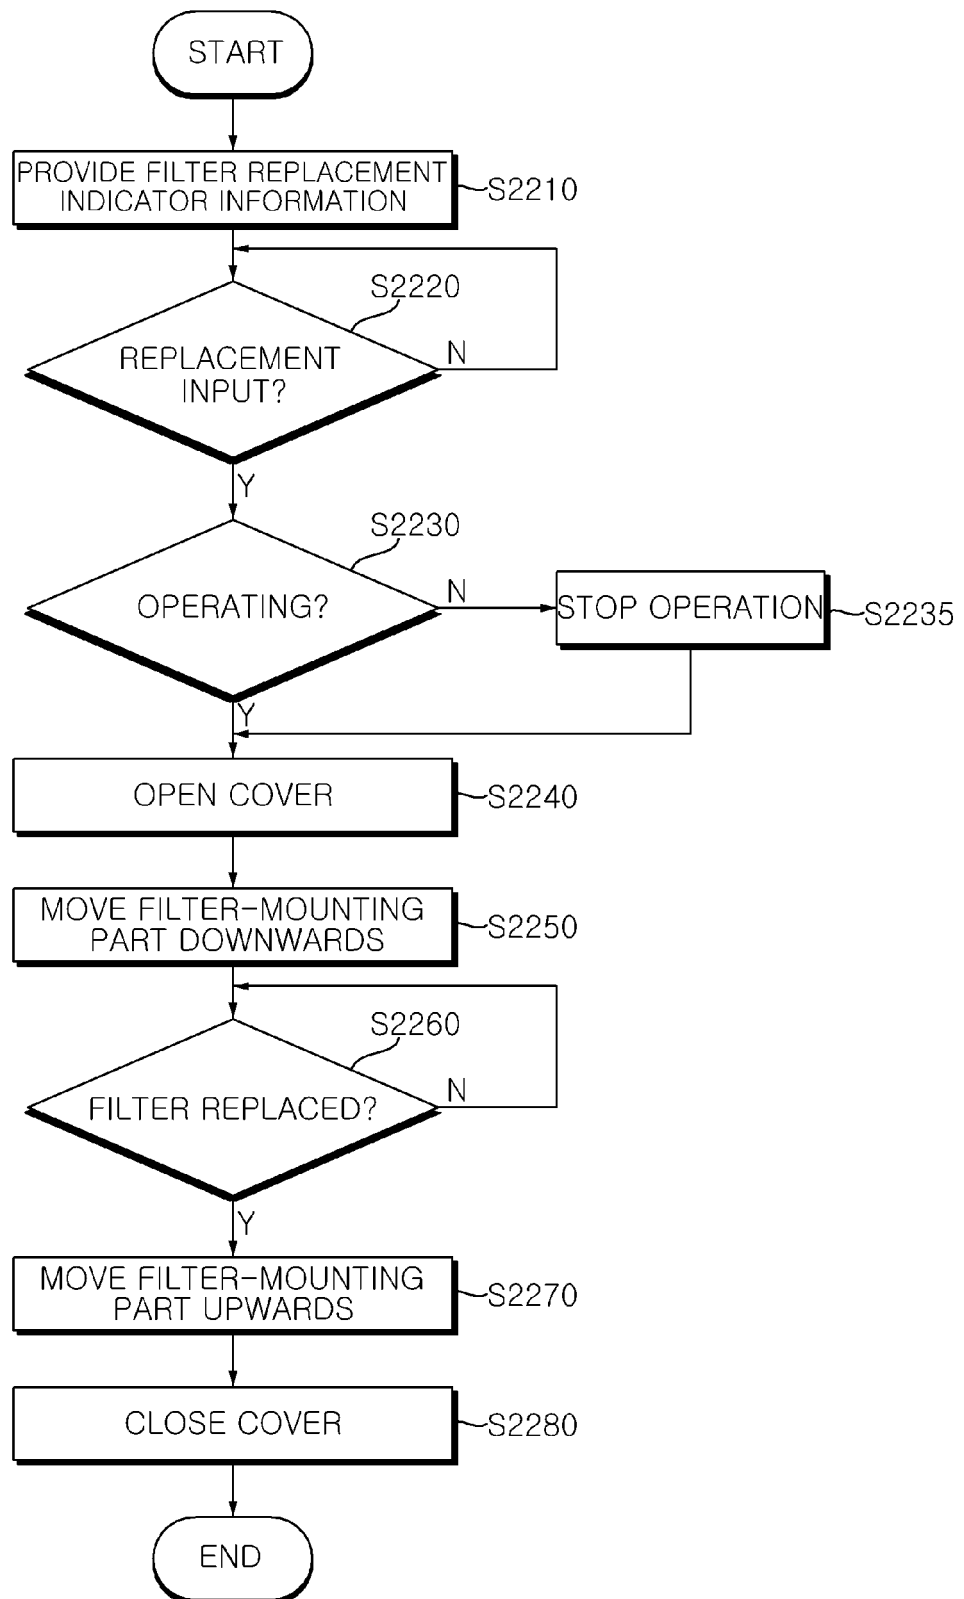 START
PROVIDE FILTER REPLACEMENT
INDICATOR INFORMATION
S2210
S2220
REPLACEMENT
INPUT?
N
Y
S2230
OPERATING?
N
STOP OPERATION
S2235
Y
OPEN COVER
S2240
MOVE FILTER-MOUNTING
PART DOWNWARDS
S2250
S2260
FILTER REPLACED?
N
Y
MOVE FILTER-MOUNTING
PART UPWARDS
S2270
CLOSE COVER
S2280
END